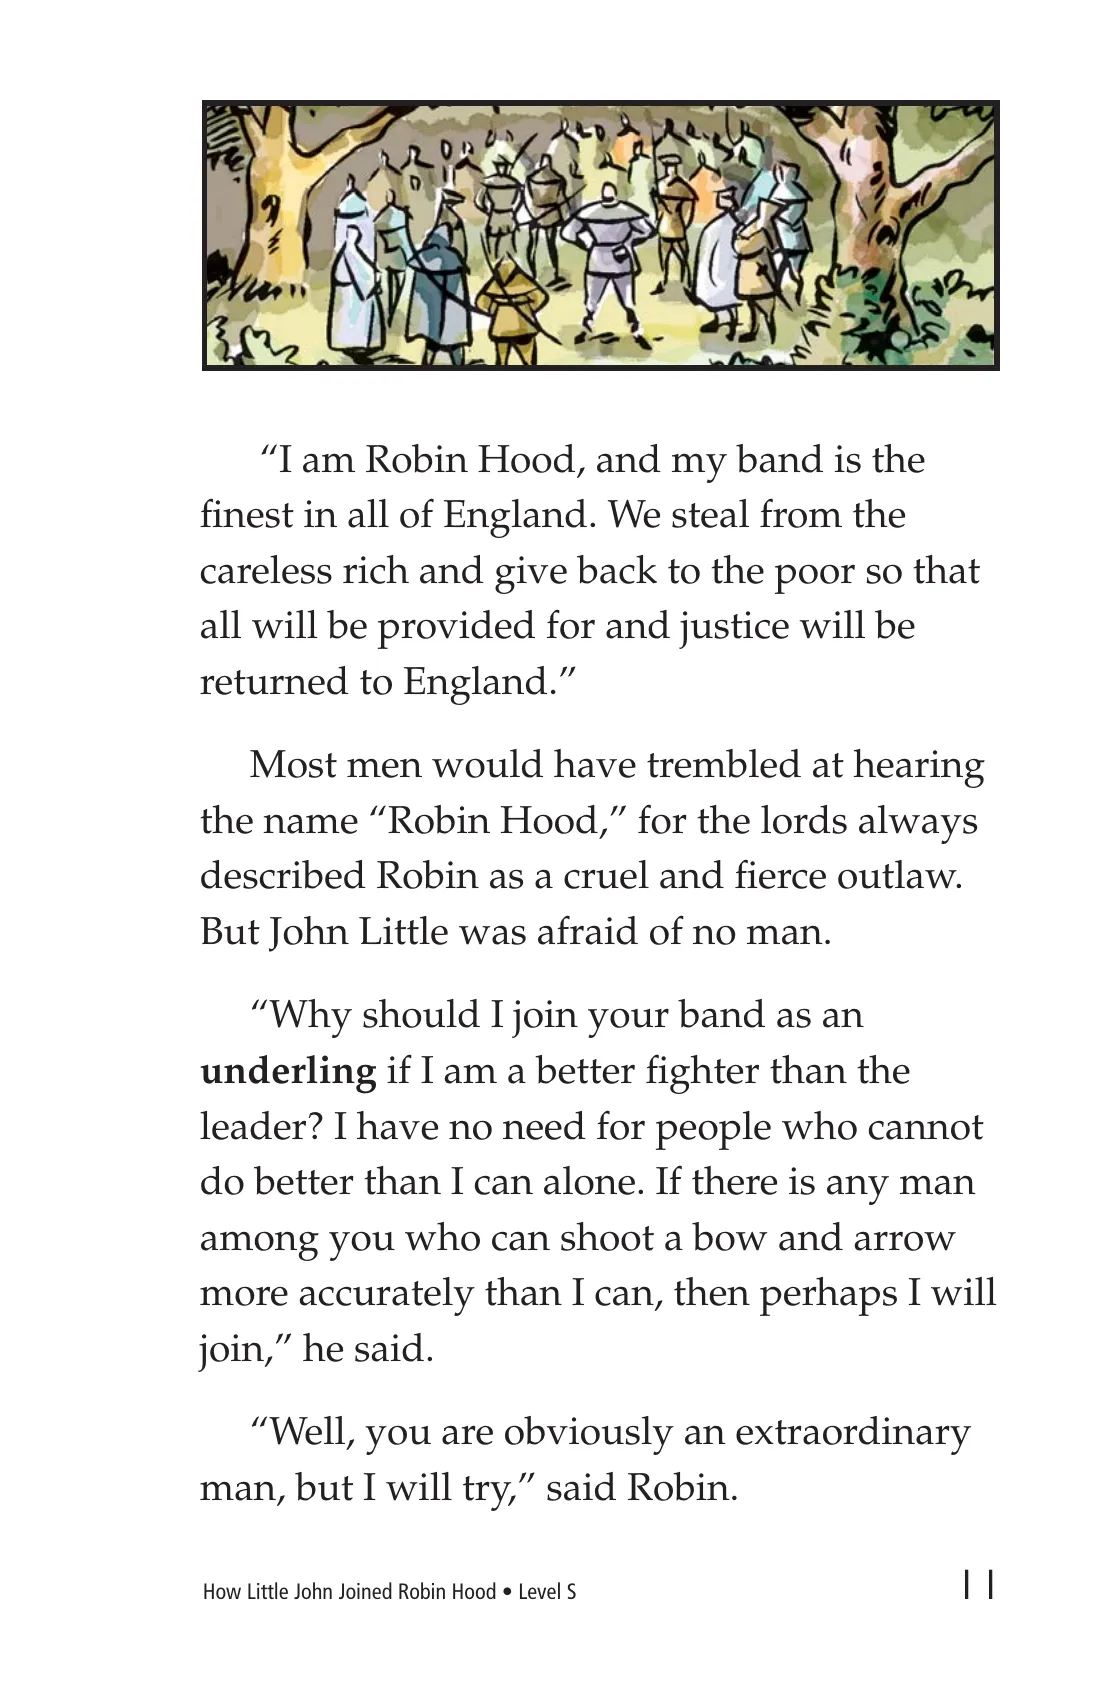 “I am Robin Hood, and my band is the
finest in all of England. We steal from the
careless rich and give back to the poor so that
all will be provided for and justice will be
returned to England.”
Most men would have trembled at hearing
the name “Robin Hood,” for the lords always
described Robin as a cruel and fierce outlaw.
But John Little was afraid of no man.
“Why should I join your band as an
underling if I am a better fighter than the
leader? I have no need for people who cannot
do better than I can alone. If there is any man
among you who can shoot a bow and arrow
more accurately than I can, then perhaps I will
join,” he said.
“Well, you are obviously an extraordinary
man, but I will try,” said Robin.
How Little John Joined Robin Hood • Level S
11